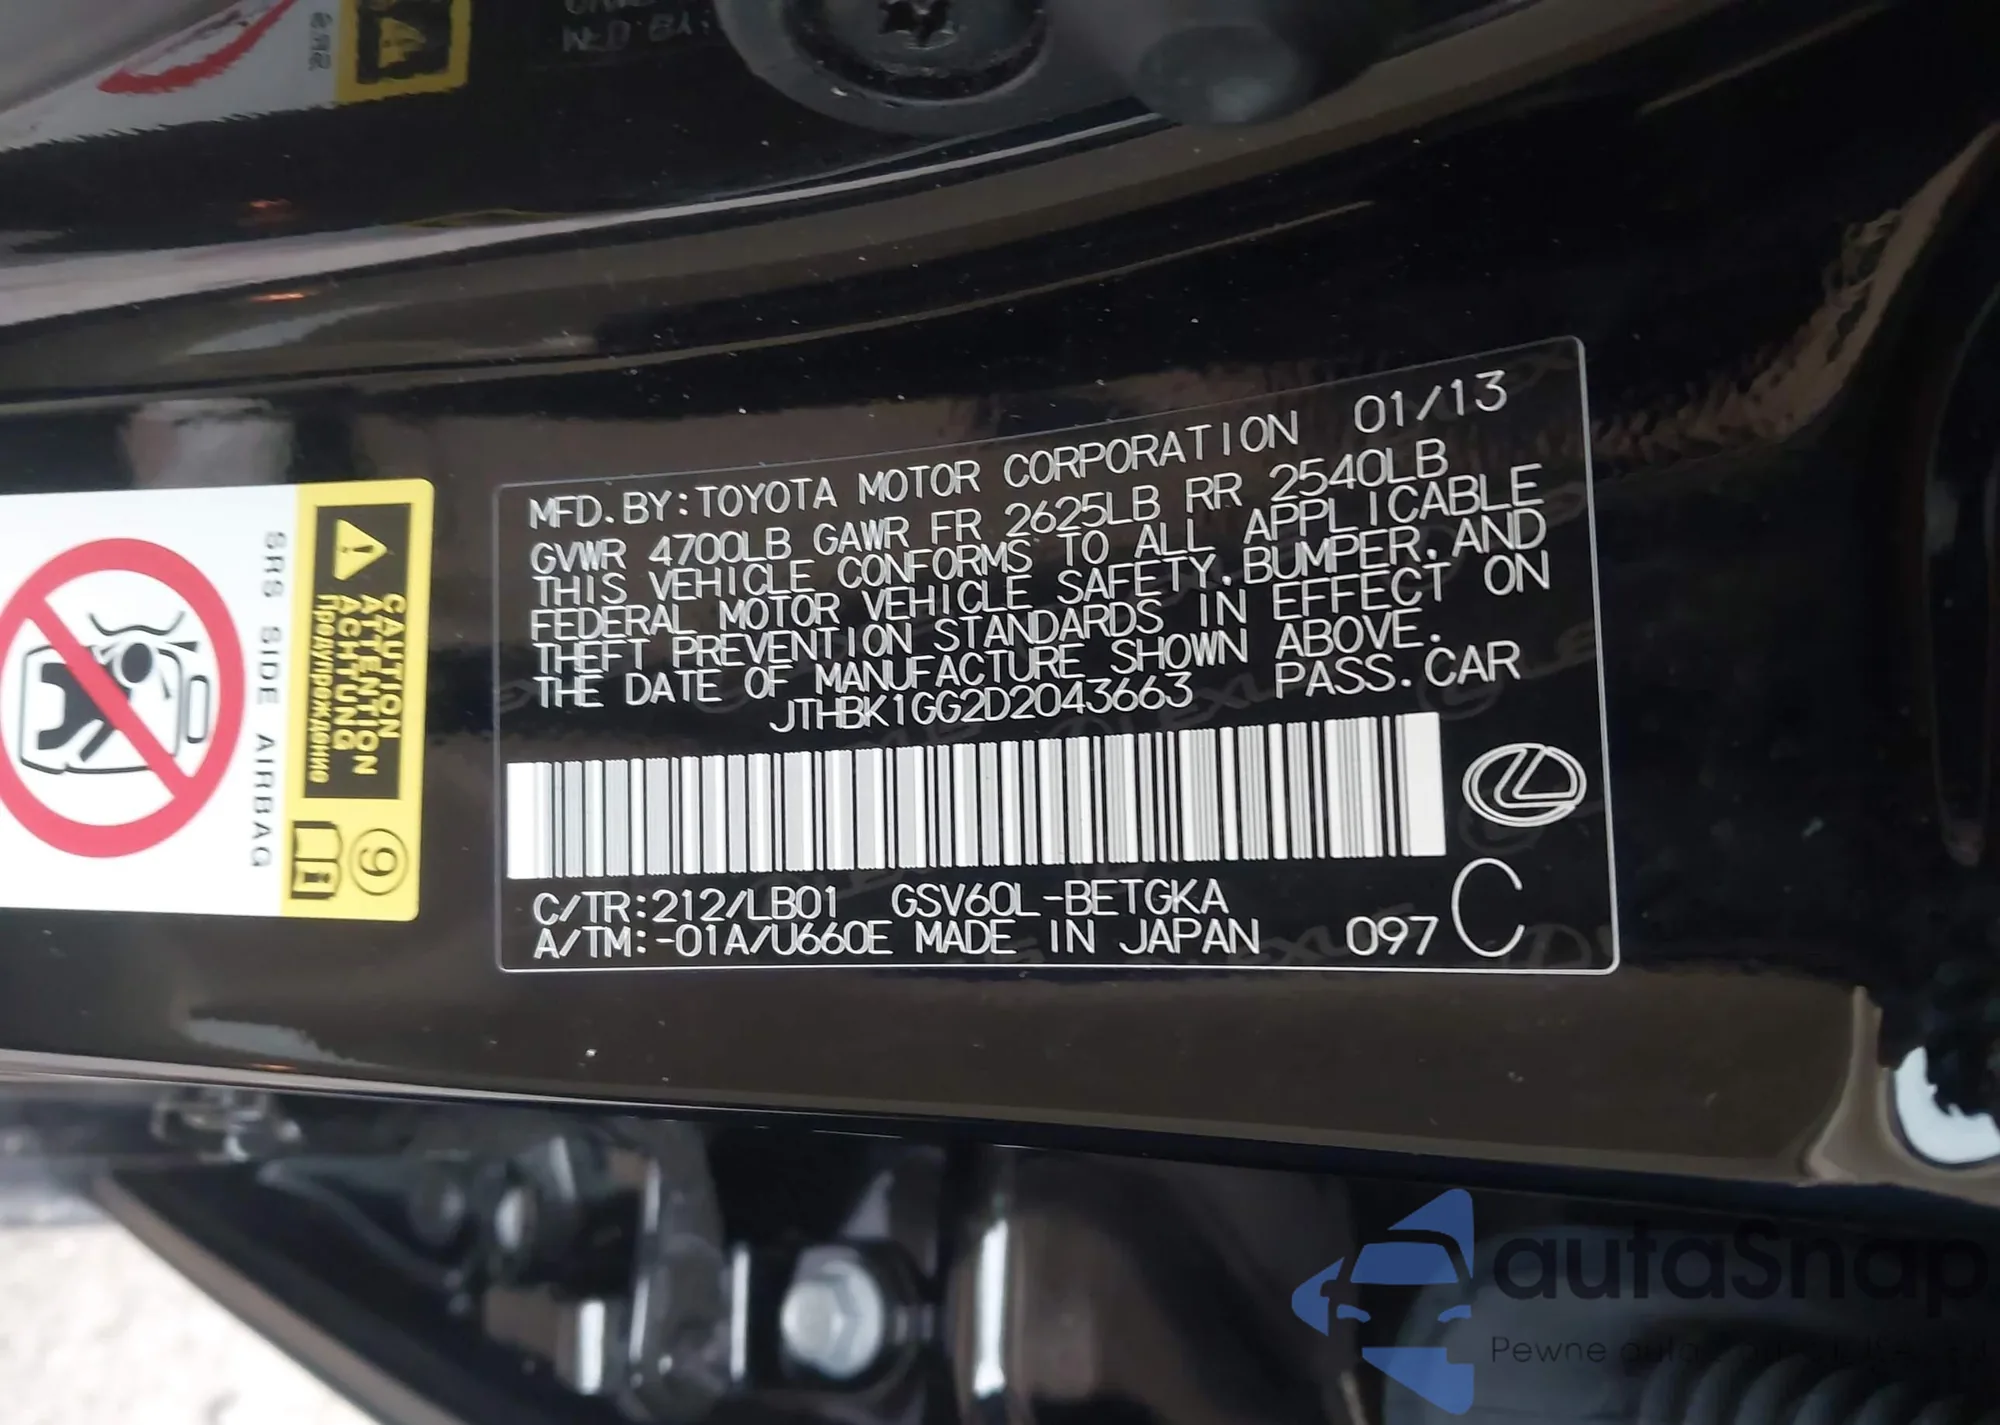 MFD.BY:TOYOTA MOTOR CORPORATION 01/13
GVWR 4700LB GAWR FR 2625LB RR 2540LB
THIS VEHICLE CONFORMS TO ALL APPLICABLE
FEDERAL MOTOR VEHICLE SAFETY,BUMPER,AND
THEFT PREVENTION STANDARDS IN EFFECT ON
THE DATE OF MANUFACTURE SHOWN ABOVE.
JTHBK1GG2D2043663 PASS.CAR
C/TR:212/LB01 GSV60L-BETGKA
A/TM:-01A/U660E MADE IN JAPAN 097 C
SRS SIDE AIRBAG
CAUTION
ATTENTION
ACHTUNG
Предупреждение
9
autaSnap
Pewne auta